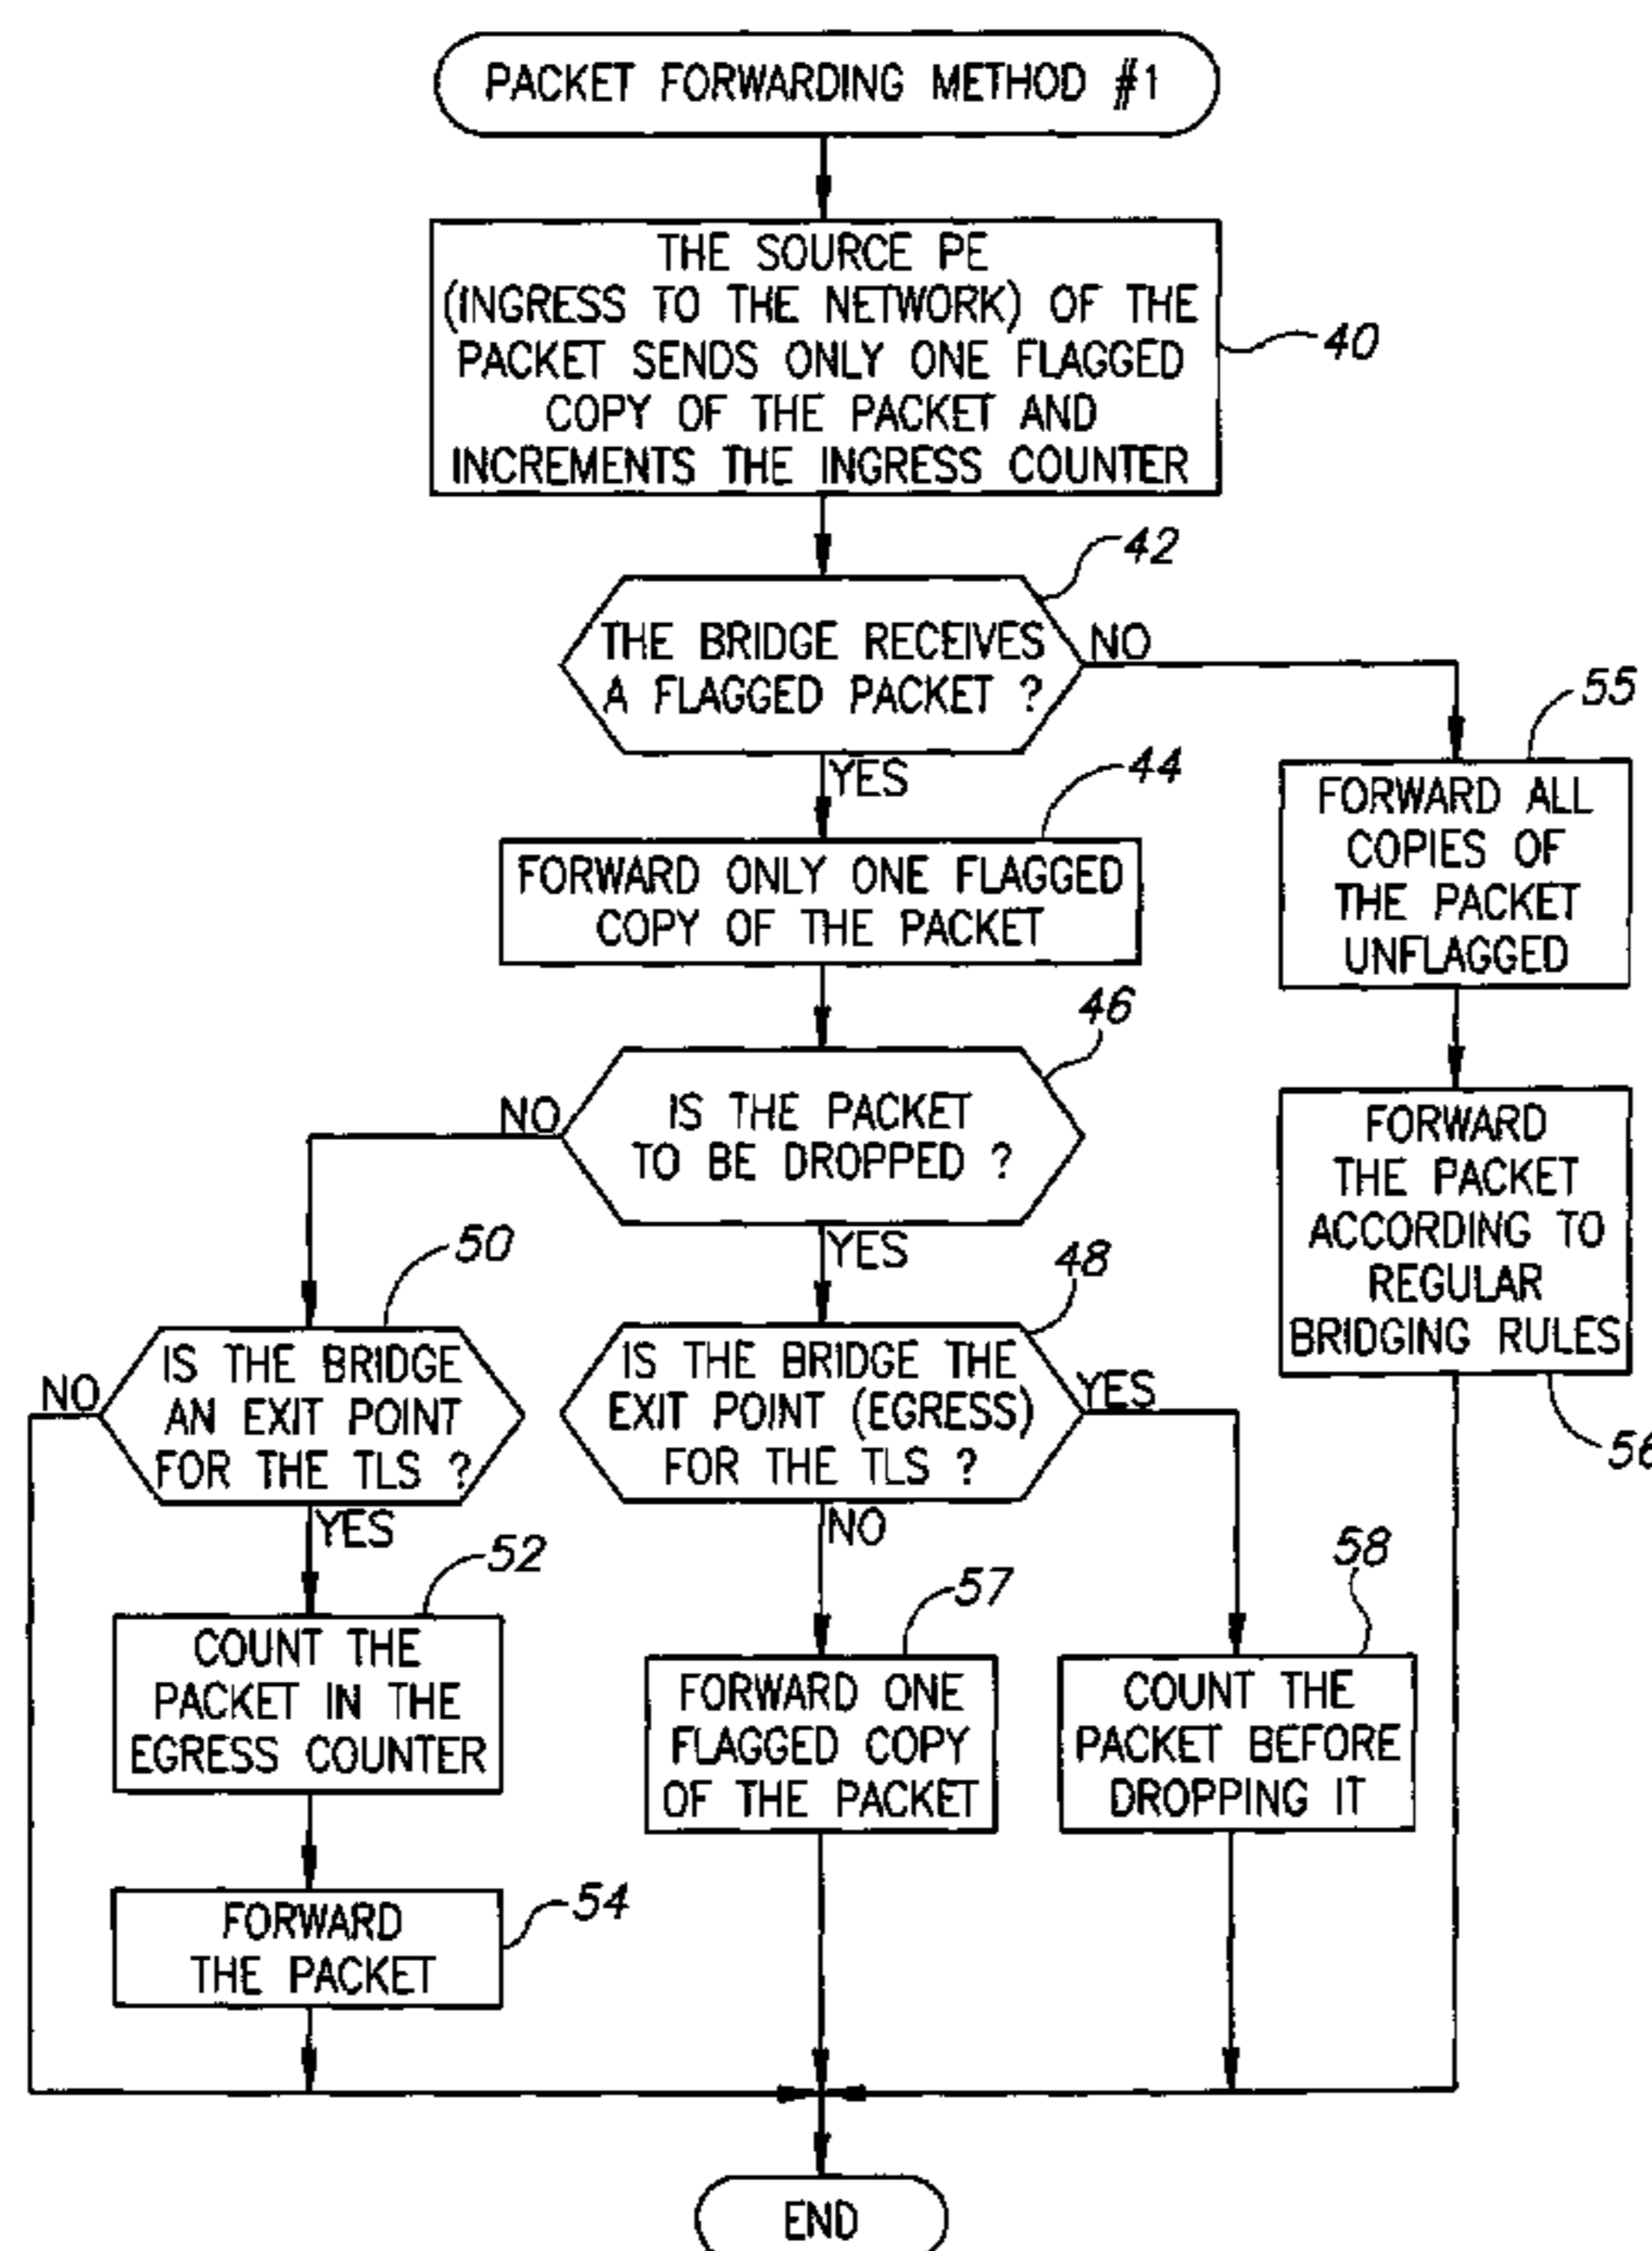 PACKET FORWARDING METHOD #1
THE SOURCE PE
(INGRESS TO THE NETWORK) OF THE
PACKET SENDS ONLY ONE FLAGGED
COPY OF THE PACKET AND
INCREMENTS THE INGRESS COUNTER
40
42
THE BRIDGE RECEIVES
A FLAGGED PACKET ?
NO
YES
55
FORWARD ALL
COPIES OF
THE PACKET
UNFLAGGED
44
FORWARD ONLY ONE FLAGGED
COPY OF THE PACKET
46
IS THE PACKET
TO BE DROPPED ?
NO
YES
FORWARD
THE PACKET
ACCORDING TO
REGULAR
BRIDGING RULES
56
50
IS THE BRIDGE
AN EXIT POINT
FOR THE TLS ?
NO
YES
48
IS THE BRIDGE THE
EXIT POINT (EGRESS)
FOR THE TLS ?
YES
NO
52
COUNT THE
PACKET IN THE
EGRESS COUNTER
57
FORWARD ONE
FLAGGED COPY
OF THE PACKET
58
COUNT THE
PACKET BEFORE
DROPPING IT
54
FORWARD
THE PACKET
END